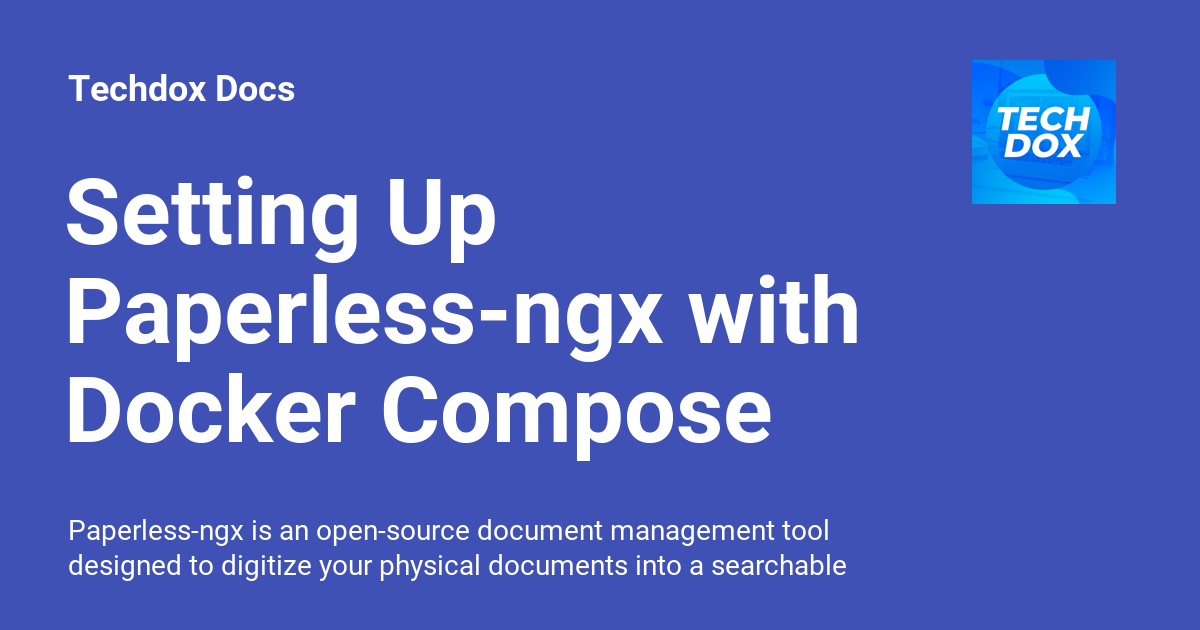 Techdox Docs
TECH
DOX
Setting Up
Paperless-ngx with
Docker Compose
Paperless-ngx is an open-source document management tool
designed to digitize your physical documents into a searchable